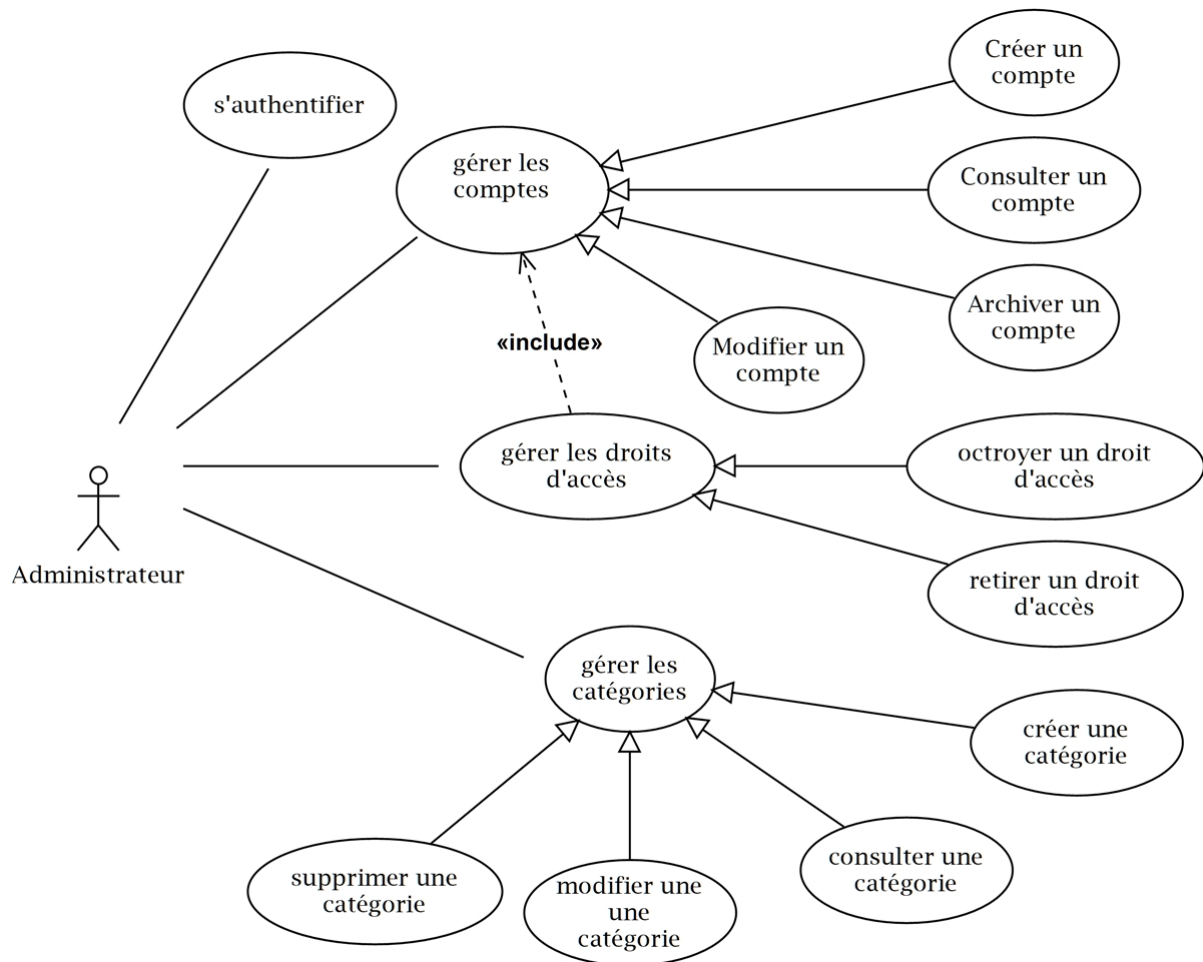 Créer un
compte
s'authentifier
gérer les
comptes
Consulter un
compte
Archiver un
compte
«include»
Modifier un
compte
gérer les droits
d'accès
octroyer un droit
d'accès
Administrateur
retirer un droit
d'accès
gérer les
catégories
créer une
catégorie
consulter une
catégorie
supprimer une
catégorie
modifier une
une
catégorie